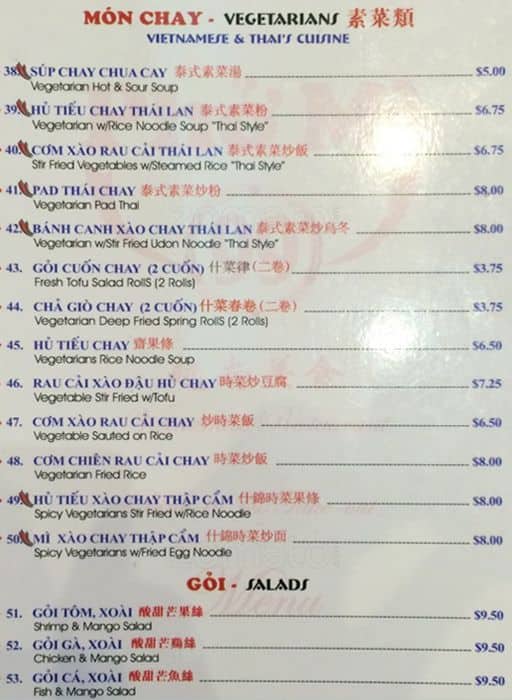 MÓN CHAY - VEGETARIANS 素菜類
VIETNAMESE & THAI'S CUISINE
38. SÚP CHAY CHUA CAY 泰式素菜湯 $5.00
Vegetarian Hot & Sour Soup
39. HỦ TIẾU CHAY THÁI LAN 泰式素菜粉 $6.75
Vegetarian w/Rice Noodle Soup "Thai Style"
40. CƠM XÀO RAU CẢI THÁI LAN 泰式素菜炒飯 $6.75
Stir Fried Vegetables w/Steamed Rice "Thai Style"
41. PAD THÁI CHAY 泰式素菜炒粉 $8.00
Vegetarian Pad Thai
42. BÁNH CANH XÀO CHAY THÁI LAN 泰式素菜炒烏冬 $8.00
Vegetarian w/Stir Fried Udon Noodle "Thai Style"
43. GỎI CUỐN CHAY (2 CUỐN) 什菜律(二卷) $3.75
Fresh Tofu Salad RollS (2 Rolls)
44. CHẢ GIÒ CHAY (2 CUỐN) 什菜春卷(二卷) $3.75
Vegetarian Deep Fried Spring RollS (2 Rolls)
45. HỦ TIẾU CHAY 齋果條 $6.50
Vegetarians Rice Noodle Soup
46. RAU CẢI XÀO ĐẬU HỦ CHAY 時菜炒豆腐 $7.25
Vegetable Stir Fried w/Tofu
47. CƠM XÀO RAU CẢI CHAY 炒時菜飯 $6.50
Vegetable Sauted on Rice
48. CƠM CHIÊN RAU CẢI CHAY 時菜炒飯 $8.00
Vegetarian Fried Rice
49. HỦ TIẾU XÀO CHAY THẬP CẨM 什錦時菜果條 $8.00
Spicy Vegetarians Stir Fried w/Rice Noodle
50. MÌ XÀO CHAY THẬP CẨM 什錦時菜炒面 $8.00
Spicy Vegetarians w/Fried Egg Noodle
GỎI - SALADS
51. GỎI TÔM, XOÀI 酸甜芒果絲 $9.50
Shrimp & Mango Salad
52. GỎI GÀ, XOÀI 酸甜芒鷄絲 $9.50
Chicken & Mango Salad
53. GỎI CÁ, XOÀI 酸甜芒魚絲 $9.50
Fish & Mango Salad